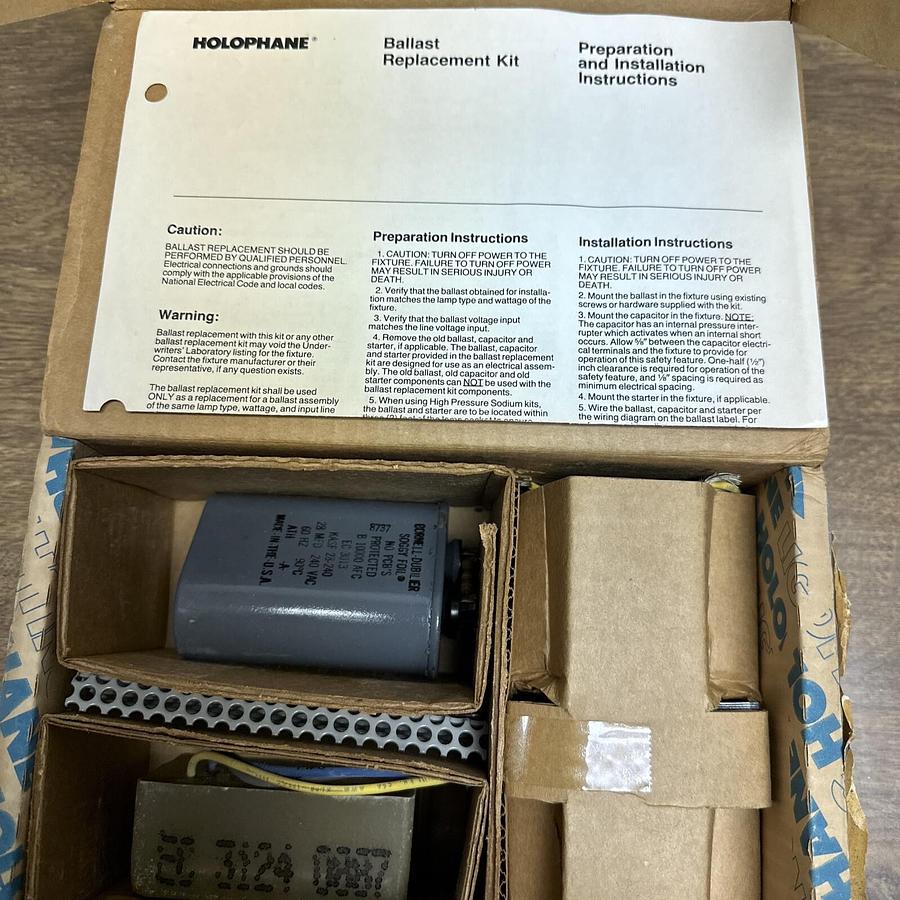 HOLOPHANE®
Ballast
Replacement Kit
Preparation
and Installation
Instructions
Caution:
BALLAST REPLACEMENT SHOULD BE
PERFORMED BY QUALIFIED PERSONNEL.
Electrical connections and grounds should
comply with the applicable provisions of the
National Electrical Code and local codes.
Warning:
Ballast replacement with this kit or any other
ballast replacement kit may void the Under-
writers' Laboratory listing for the fixture.
Contact the fixture manufacturer or their
representative, if any question exists.
The ballast replacement kit shall be used
ONLY as a replacement for a ballast assembly
of the same lamp type, wattage, and input line
Preparation Instructions
1. CAUTION: TURN OFF POWER TO THE
FIXTURE. FAILURE TO TURN OFF POWER
MAY RESULT IN SERIOUS INJURY OR
DEATH.
2. Verify that the ballast obtained for installa-
tion matches the lamp type and wattage of the
fixture.
3. Verify that the ballast voltage input
matches the line voltage input.
4. Remove the old ballast, capacitor and
starter, if applicable. The ballast, capacitor
and starter provided in the ballast replacement
kit are designed for use as an electrical assem-
bly. The old ballast, old capacitor and old
starter components can NOT be used with the
ballast replacement kit components.
5. When using High Pressure Sodium kits,
the ballast and starter are to be located within
Installation Instructions
1. CAUTION: TURN OFF POWER TO THE
FIXTURE. FAILURE TO TURN OFF POWER
MAY RESULT IN SERIOUS INJURY OR
DEATH.
2. Mount the ballast in the fixture using existing
screws or hardware supplied with the kit.
3. Mount the capacitor in the fixture. NOTE:
The capacitor has an internal pressure inter-
rupter which activates when an internal short
occurs. Allow ⅝" between the capacitor electri-
cal terminals and the fixture to provide for
operation of this safety feature. One-half (½")
inch clearance is required for operation of the
safety feature, and ⅛" spacing is required as
minimum electrical spacing.
4. Mount the starter in the fixture, if applicable.
5. Wire the ballast, capacitor and starter per
the wiring diagram on the ballast label. For
CORNELL-DUBILIER
SOGGY FOIL®
8737 NO PCB'S
PROTECTED
B 10000 AFC
EC 3013
KASF 28-240
28 MFD 240 VAC
60 HZ 90°C
ATH
MADE IN THE U.S.A.